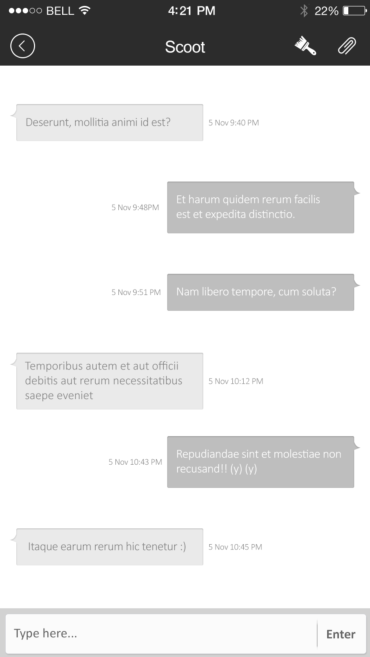 BELL 4:21 PM 22%
Scoot
Deserunt, mollitia animi id est?
5 Nov 9:40 PM
Et harum quidem rerum facilis
est et expedita distinctio.
5 Nov 9:48PM
Nam libero tempore, cum soluta?
5 Nov 9:51 PM
Temporibus autem et aut officii
debitis aut rerum necessitatibus
saepe eveniet
5 Nov 10:12 PM
Repudiandae sint et molestiae non
recusand!! (y) (y)
5 Nov 10:43 PM
Itaque earum rerum hic tenetur :)
5 Nov 10:45 PM
Type here...
Enter